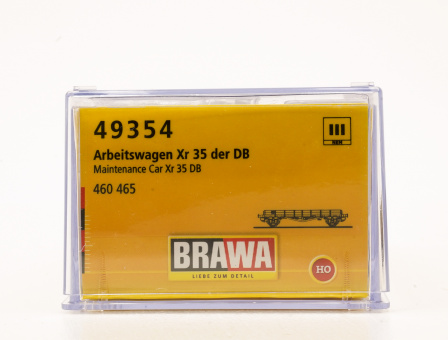 49354
III
Arbeitswagen Xr 35 der DB
Maintenance Car Xr 35 DB
460 465
BRAWA
LIEBE ZUM DETAIL
HO